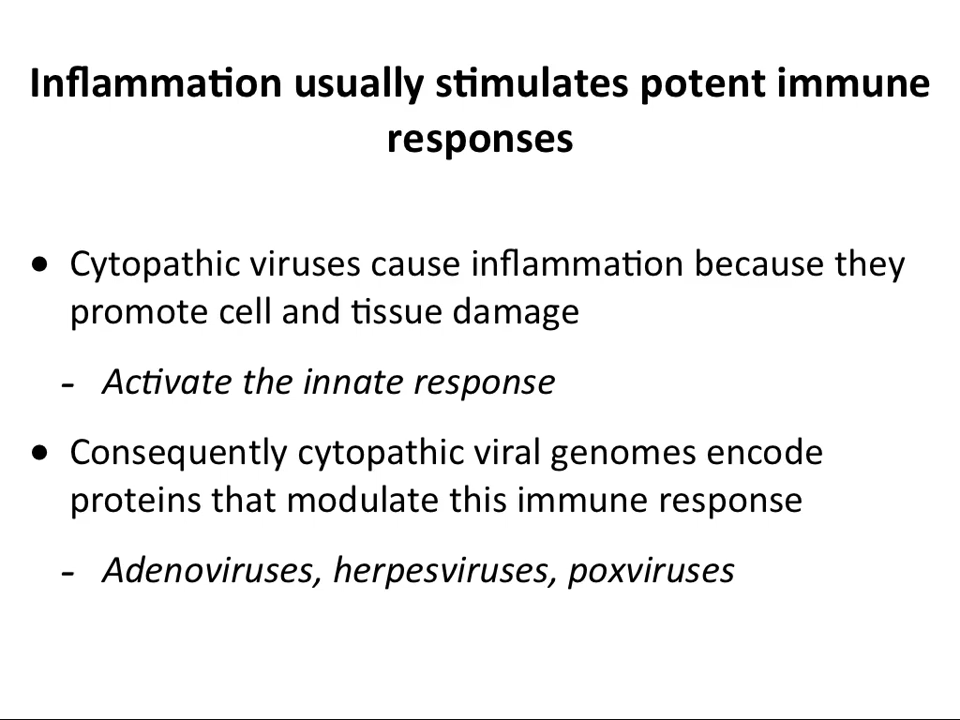 Inflammation usually stimulates potent immune
responses
• Cytopathic viruses cause inflammation because they
promote cell and tissue damage
- Activate the innate response
• Consequently cytopathic viral genomes encode
proteins that modulate this immune response
- Adenoviruses, herpesviruses, poxviruses